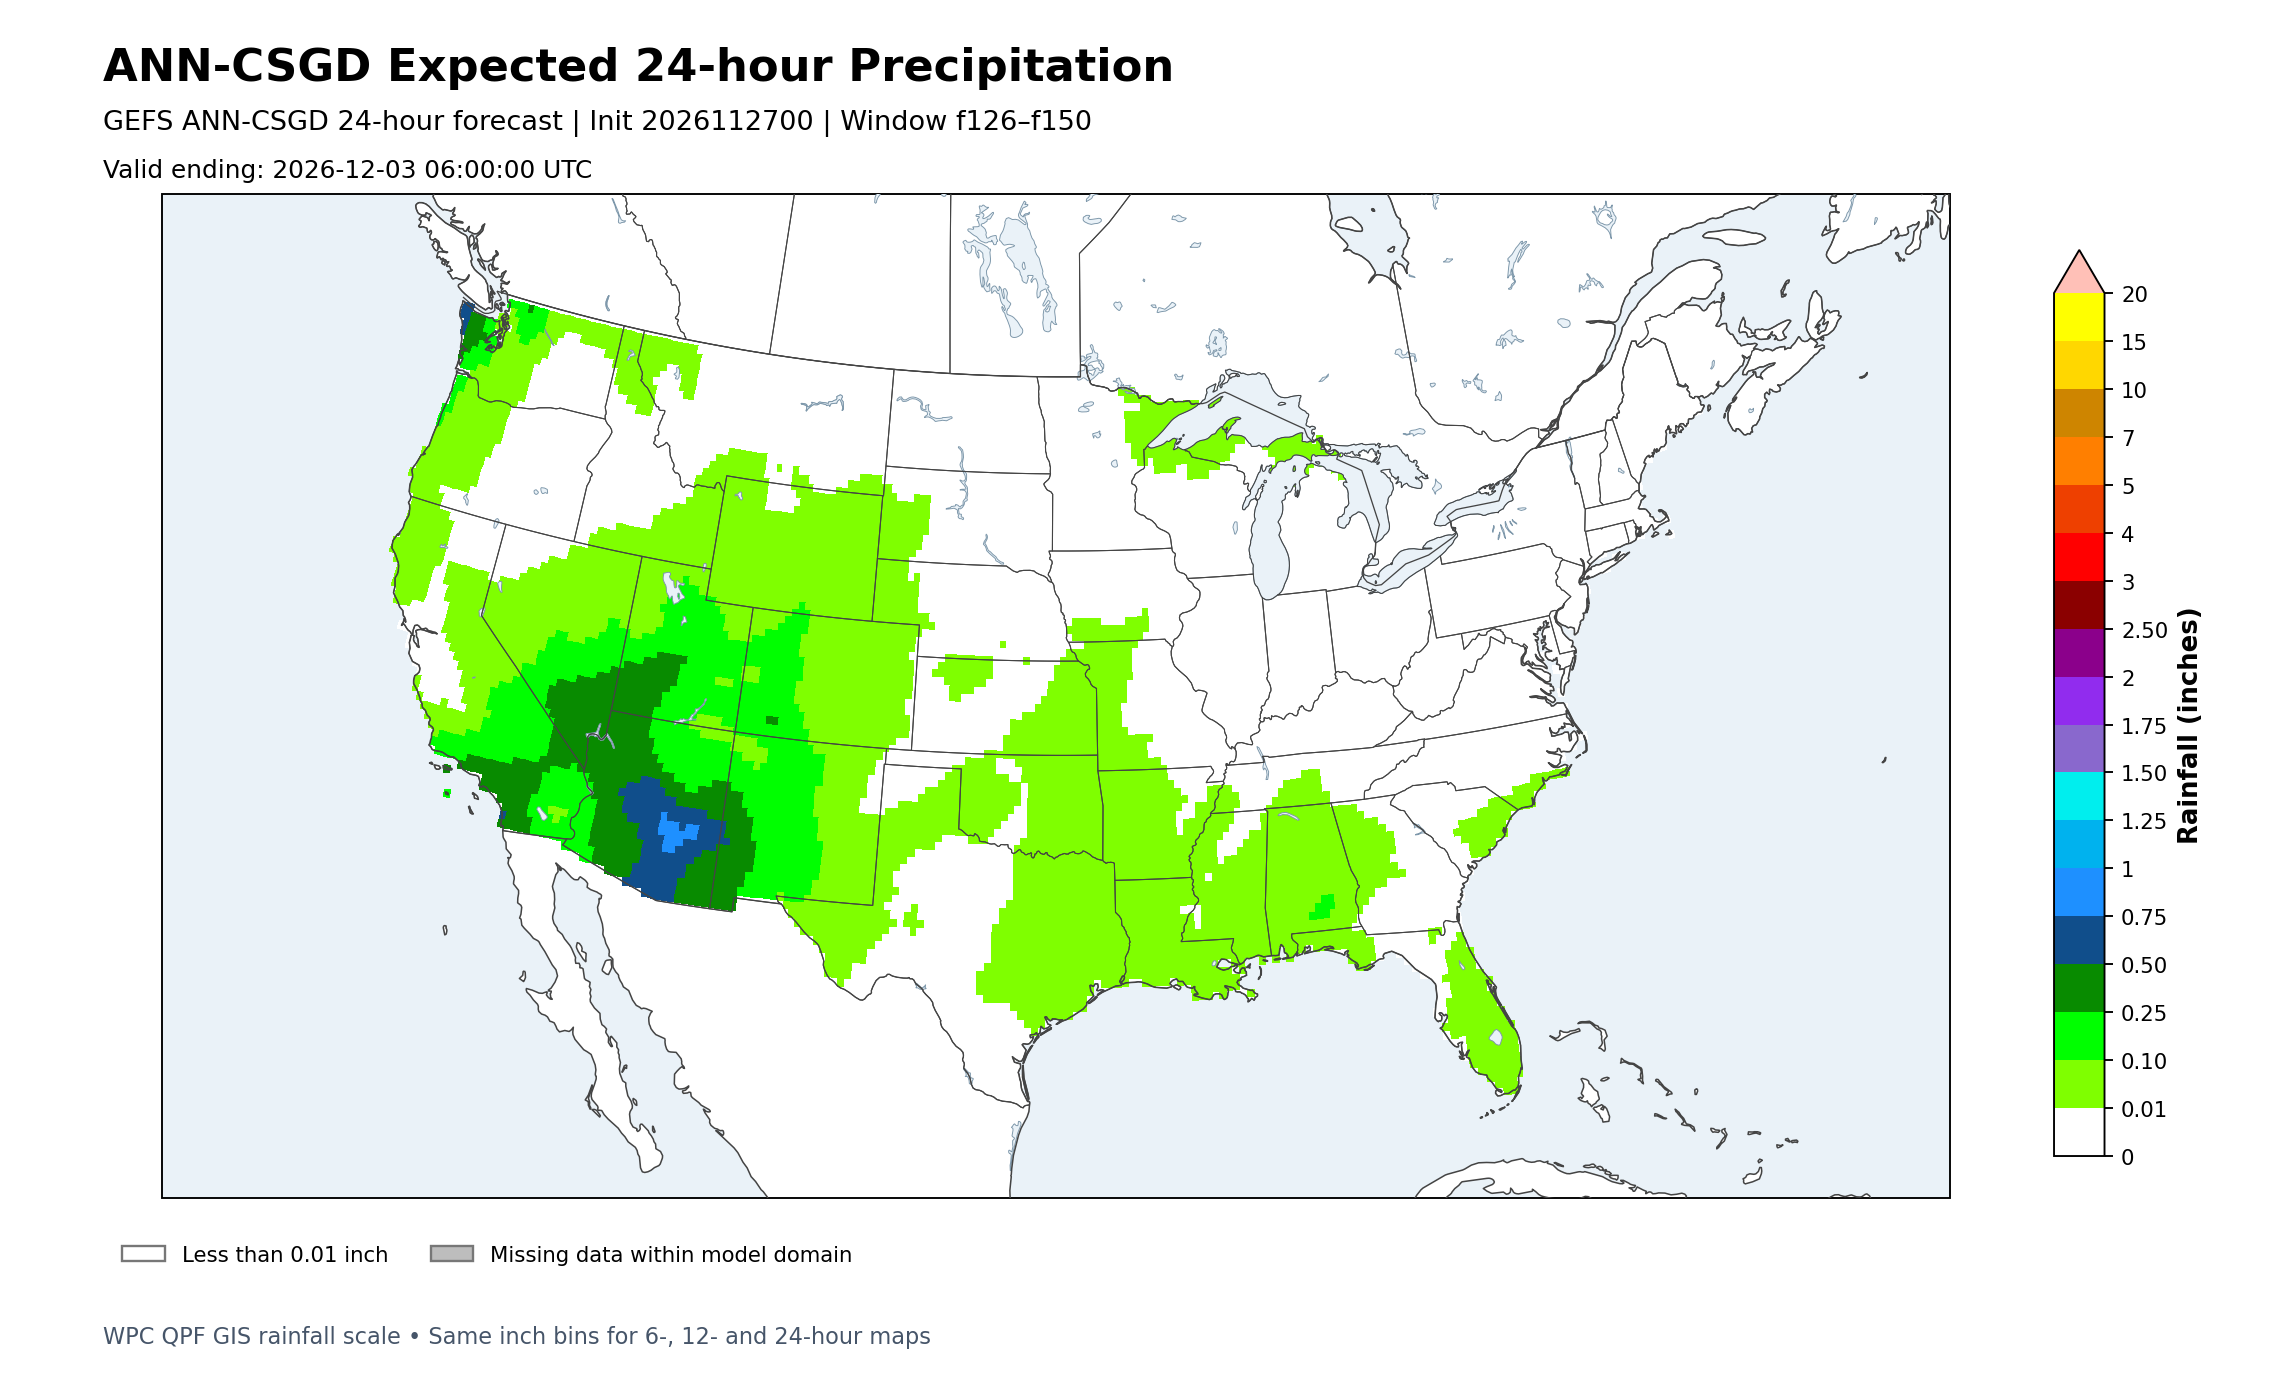 ANN-CSGD Expected 24-hour Precipitation
GEFS ANN-CSGD 24-hour forecast | Init 2026112700 | Window f126–f150
Valid ending: 2026-12-03 06:00:00 UTC
20
15
10
7
5
4
3
2.50
2
1.75
1.50
1.25
1
0.75
0.50
0.25
0.10
0.01
0
Rainfall (inches)
Less than 0.01 inch
Missing data within model domain
WPC QPF GIS rainfall scale • Same inch bins for 6-, 12- and 24-hour maps